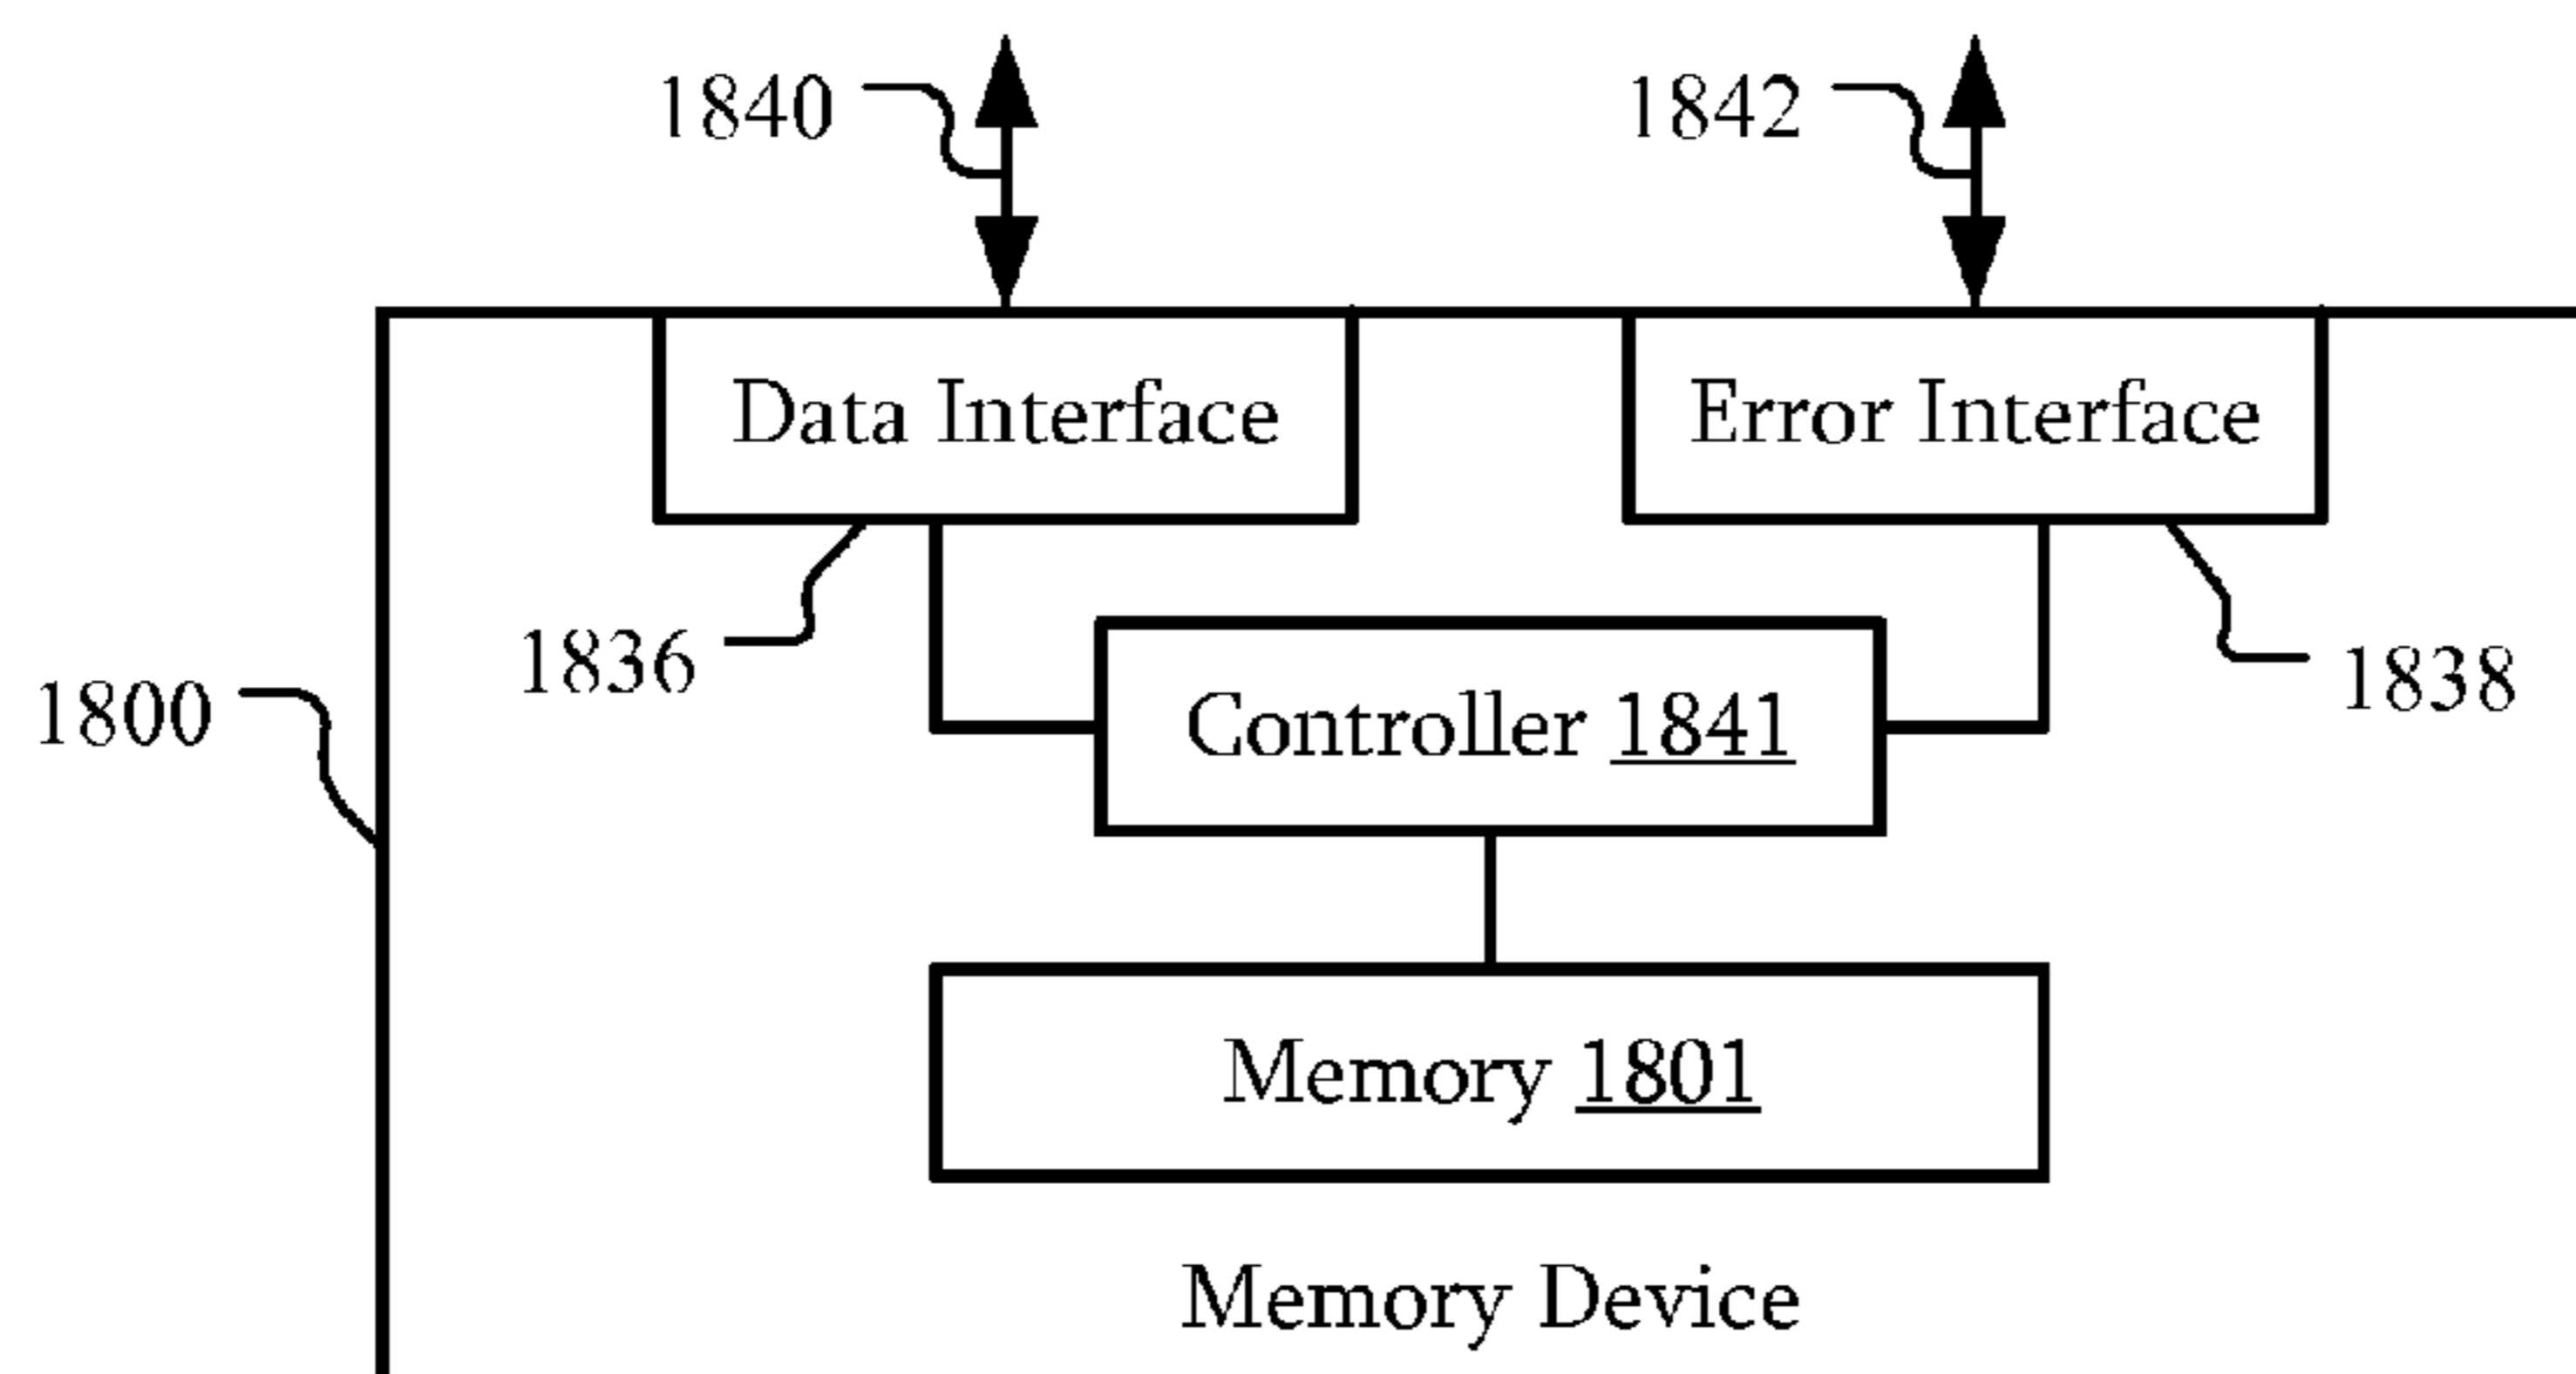 1840
1842
Data Interface
Error Interface
1836
1838
1800
Controller 1841
Memory 1801
Memory Device